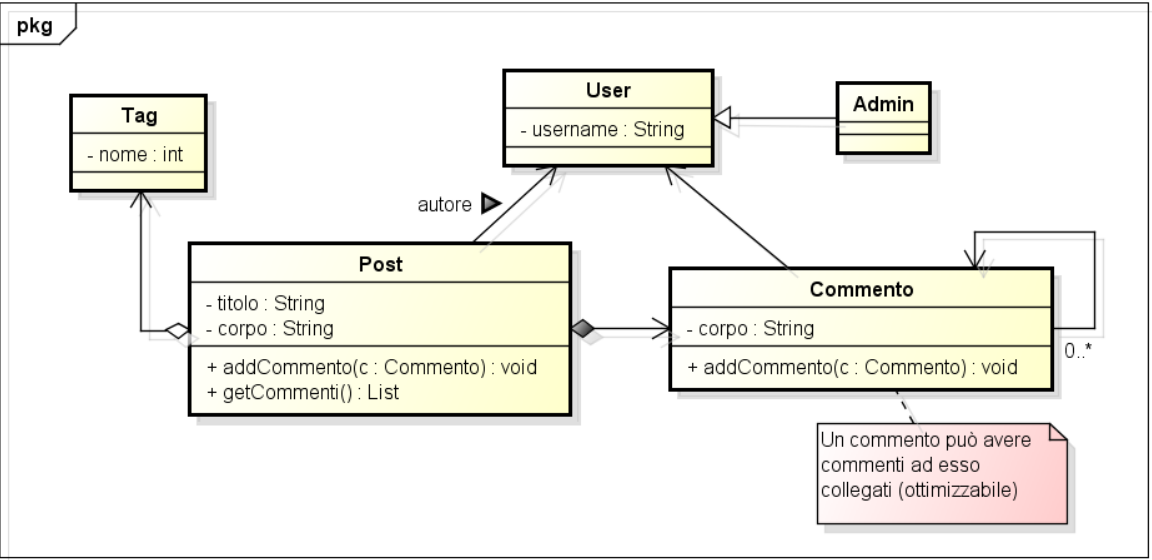 pkg
Tag
- nome : int
User
- username : String
Admin
autore
Post
- titolo : String
- corpo : String
+ addCommento(c : Commento) : void
+ getCommenti() : List
Commento
- corpo : String
+ addCommento(c : Commento) : void
0..*
Un commento può avere
commenti ad esso
collegati (ottimizzabile)